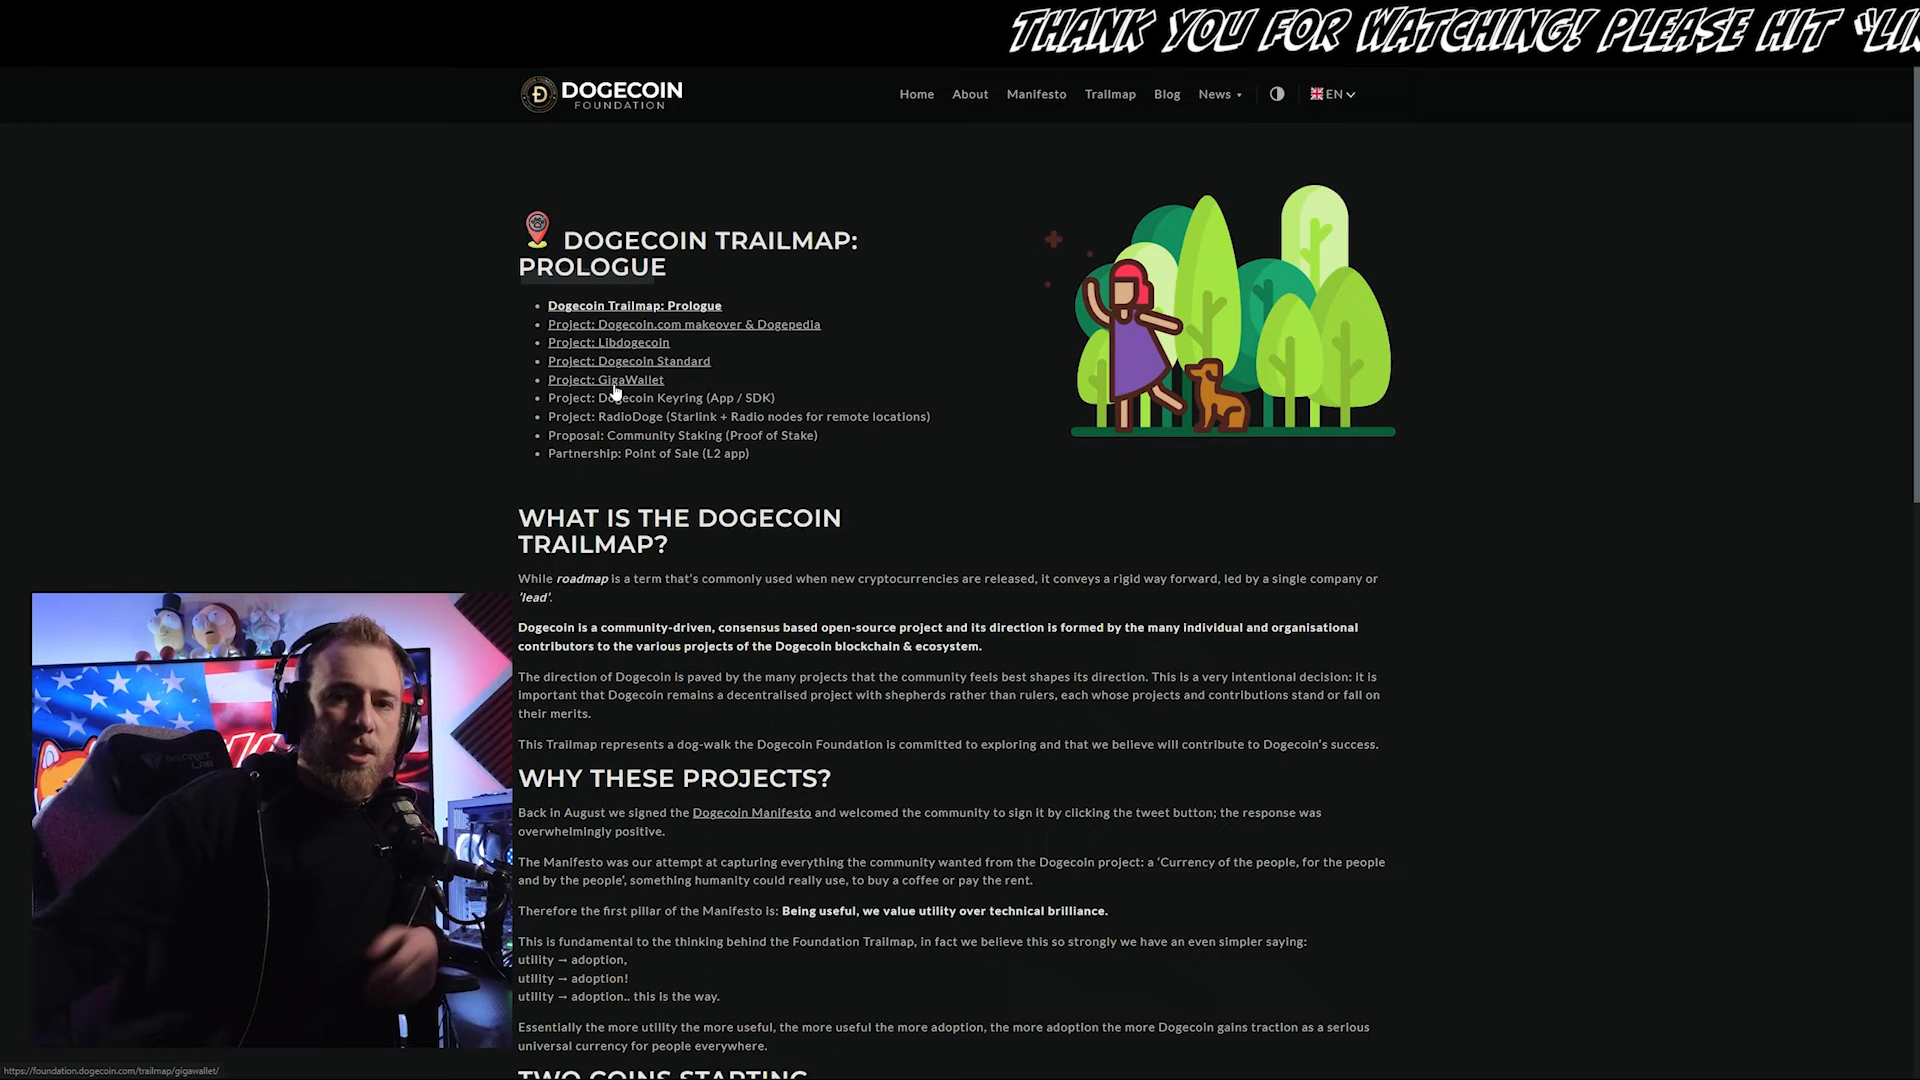 THANK YOU FOR WATCHING! PLEASE HIT "LI
DOGECOIN
FOUNDATION
Home About Manifesto Trailmap Blog News EN
DOGECOIN TRAILMAP:
PROLOGUE
• Dogecoin Trailmap: Prologue
• Project: Dogecoin.com makeover & Dogepedia
• Project: Libdogecoin
• Project: Dogecoin Standard
• Project: GigaWallet
• Project: Dogecoin Keyring (App / SDK)
• Project: RadioDoge (Starlink + Radio nodes for remote locations)
• Proposal: Community Staking (Proof of Stake)
• Partnership: Point of Sale (L2 app)
WHAT IS THE DOGECOIN
TRAILMAP?
While roadmap is a term that's commonly used when new cryptocurrencies are released, it conveys a rigid way forward, led by a single company or
'lead'.
Dogecoin is a community-driven, consensus based open-source project and its direction is formed by the many individual and organisational
contributors to the various projects of the Dogecoin blockchain & ecosystem.
The direction of Dogecoin is paved by the many projects that the community feels best shapes its direction. This is a very intentional decision: it is
important that Dogecoin remains a decentralised project with shepherds rather than rulers, each whose projects and contributions stand or fall on
their merits.
This Trailmap represents a dog-walk the Dogecoin Foundation is committed to exploring and that we believe will contribute to Dogecoin's success.
WHY THESE PROJECTS?
Back in August we signed the Dogecoin Manifesto and welcomed the community to sign it by clicking the tweet button; the response was
overwhelmingly positive.
The Manifesto was our attempt at capturing everything the community wanted from the Dogecoin project: a 'Currency of the people, for the people
and by the people', something humanity could really use, to buy a coffee or pay the rent.
Therefore the first pillar of the Manifesto is: Being useful, we value utility over technical brilliance.
This is fundamental to the thinking behind the Foundation Trailmap, in fact we believe this so strongly we have an even simpler saying:
utility → adoption,
utility → adoption!
utility → adoption.. this is the way.
Essentially the more utility the more useful, the more useful the more adoption, the more adoption the more Dogecoin gains traction as a serious
universal currency for people everywhere.
TWO COINS STARTING
SECRET
LAB
https://foundation.dogecoin.com/trailmap/gigawallet/